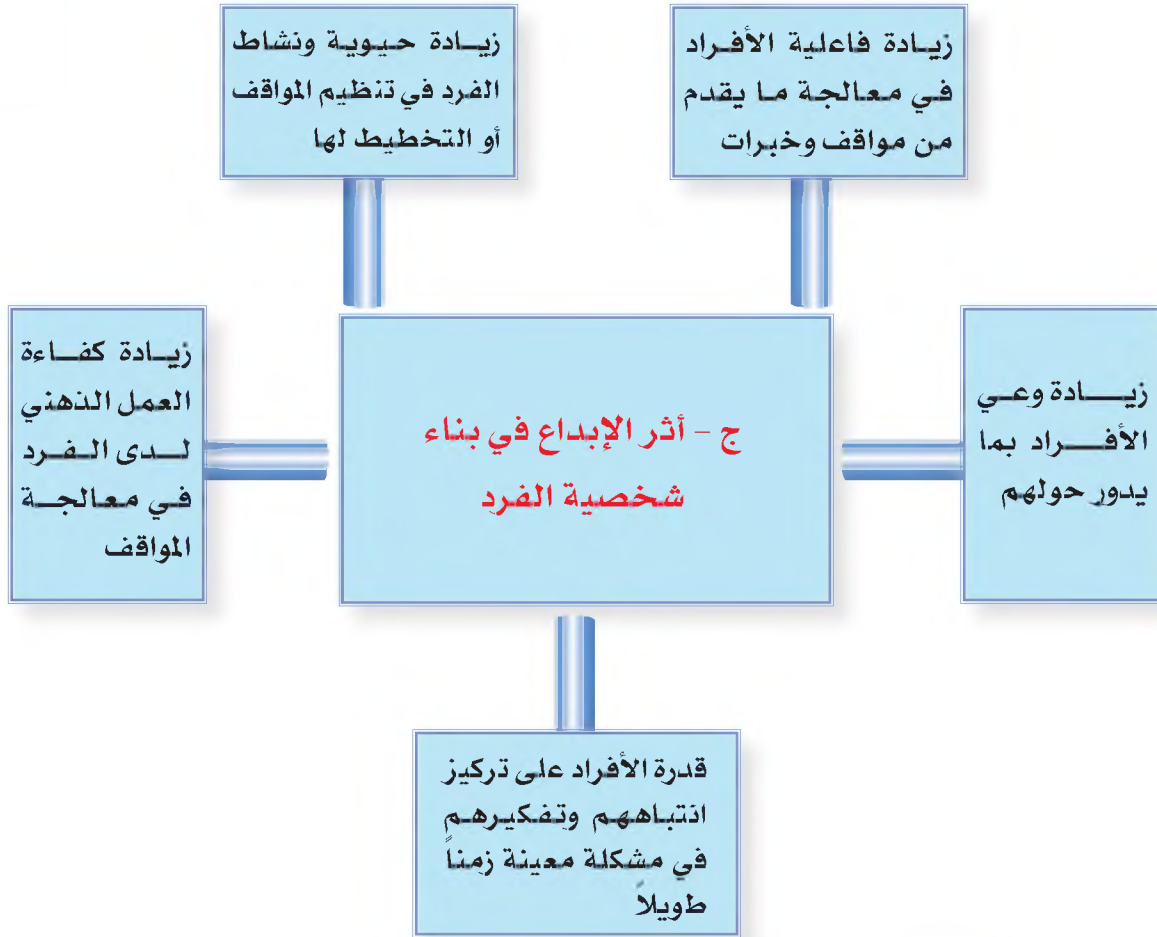 زيادة فاعلية الأفراد
في معالجة ما يقدم
من مواقف وخبرات
زيادة حيوية ونشاط
الفرد في تنظيم المواقف
أو التخطيط لها
زيادة وعي
الأفراد بما
يدور حولهم
ج - أثر الإبداع في بناء
شخصية الفرد
زيادة كفاءة
العمل الذهني
لدى الفرد
في معالجة
المواقف
قدرة الأفراد على تركيز
انتباههم وتفكيرهم
في مشكلة معينة زمناً
طويلاً